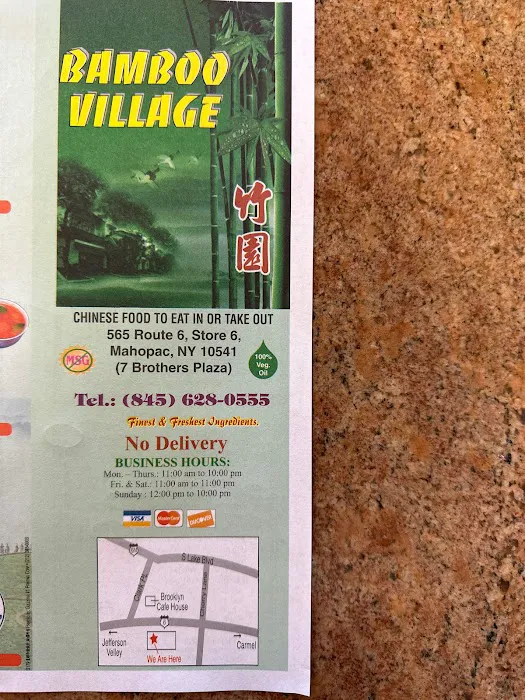 BAMBOO
VILLAGE
竹
園
CHINESE FOOD TO EAT IN OR TAKE OUT
565 Route 6, Store 6,
Mahopac, NY 10541
(7 Brothers Plaza)
MSG
100%
Veg.
Oil
Tel.: (845) 628-0555
Finest & Freshest Ingredients.
No Delivery
BUSINESS HOURS:
Mon. – Thurs.: 11:00 am to 10:00 pm
Fri. & Sat.: 11:00 am to 11:00 pm
Sunday : 12:00 pm to 10:00 pm
VISA
MasterCard
DISCOVER
S Lake Blvd
Brooklyn
Cafe House
6
Jefferson
Velley
Carmel
We Are Here